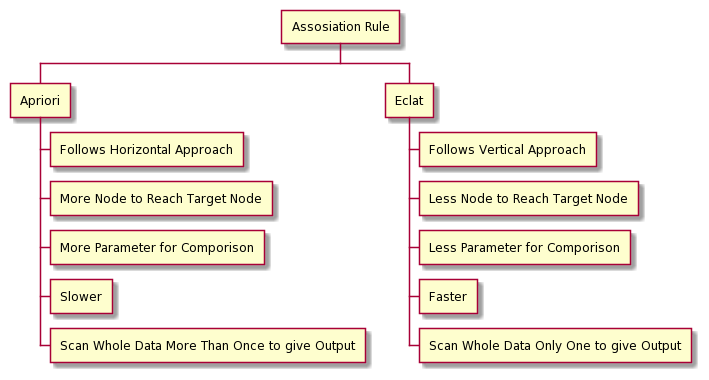 Assosiation Rule
Apriori
Follows Horizontal Approach
More Node to Reach Target Node
More Parameter for Comporison
Slower
Scan Whole Data More Than Once to give Output
Eclat
Follows Vertical Approach
Less Node to Reach Target Node
Less Parameter for Comporison
Faster
Scan Whole Data Only One to give Output